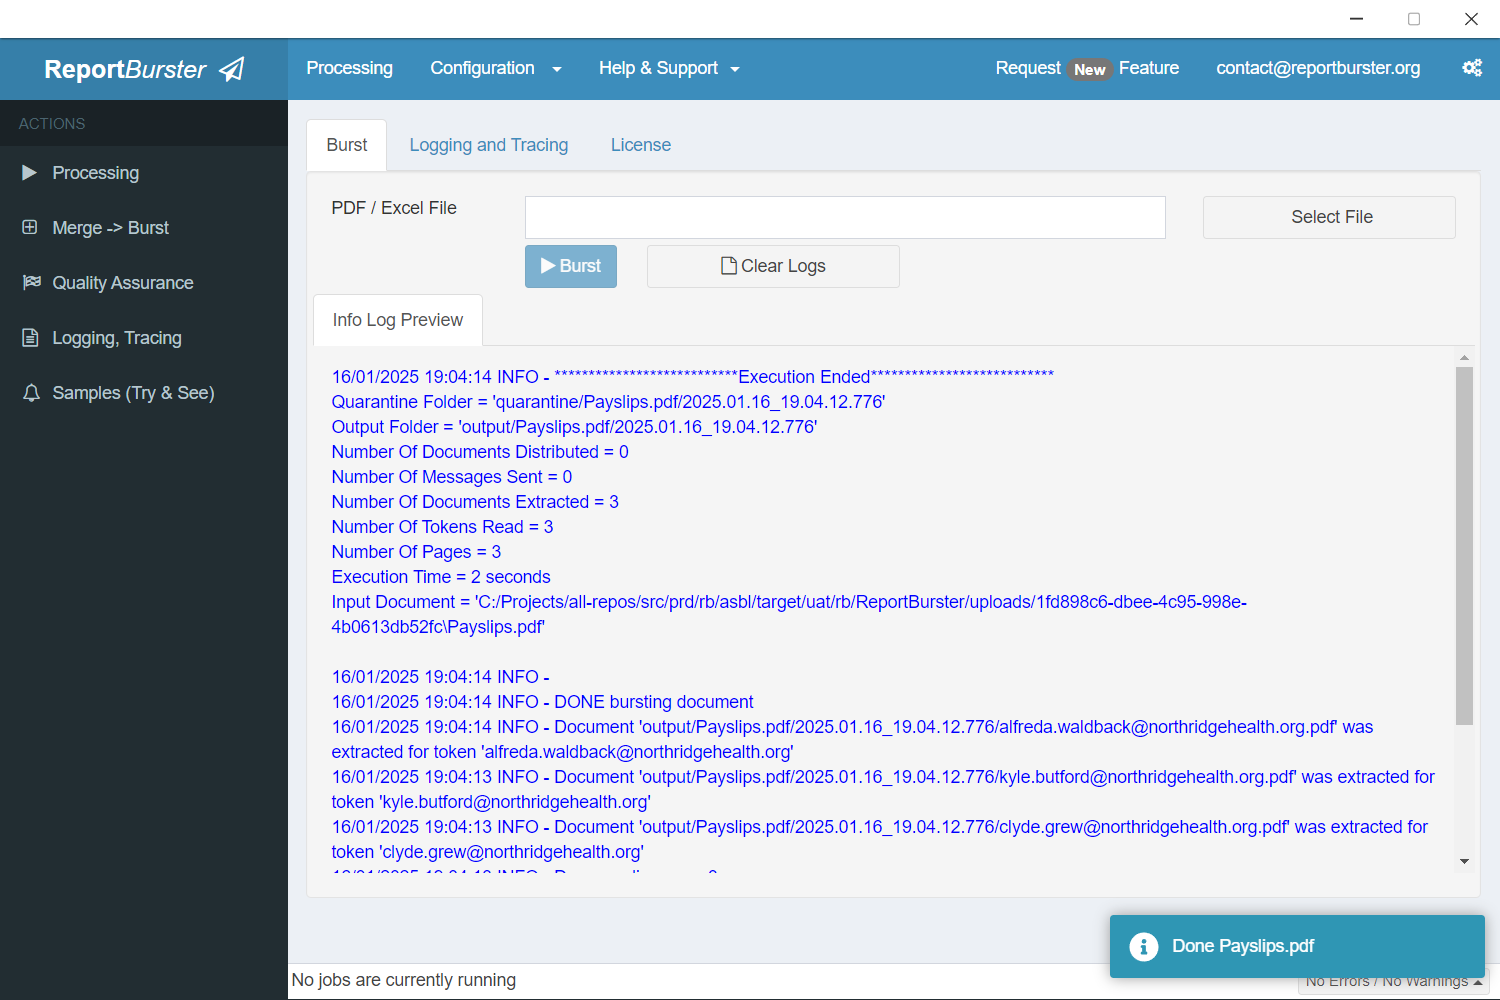 ReportBurster
Processing
Configuration
Help & Support
Request New Feature
contact@reportburster.org
ACTIONS
Processing
Merge -> Burst
Quality Assurance
Logging, Tracing
Samples (Try & See)
Burst
Logging and Tracing
License
PDF / Excel File
Select File
Burst
Clear Logs
Info Log Preview
16/01/2025 19:04:14 INFO - ***************************Execution Ended***************************
Quarantine Folder = 'quarantine/Payslips.pdf/2025.01.16_19.04.12.776'
Output Folder = 'output/Payslips.pdf/2025.01.16_19.04.12.776'
Number Of Documents Distributed = 0
Number Of Messages Sent = 0
Number Of Documents Extracted = 3
Number Of Tokens Read = 3
Number Of Pages = 3
Execution Time = 2 seconds
Input Document = 'C:/Projects/all-repos/src/prd/rb/asbl/target/uat/rb/ReportBurster/uploads/1fd898c6-dbee-4c95-998e-
4b0613db52fc\Payslips.pdf'
16/01/2025 19:04:14 INFO -
16/01/2025 19:04:14 INFO - DONE bursting document
16/01/2025 19:04:14 INFO - Document 'output/Payslips.pdf/2025.01.16_19.04.12.776/alfreda.waldback@northridgehealth.org.pdf' was
extracted for token 'alfreda.waldback@northridgehealth.org'
16/01/2025 19:04:13 INFO - Document 'output/Payslips.pdf/2025.01.16_19.04.12.776/kyle.butford@northridgehealth.org.pdf' was extracted for
token 'kyle.butford@northridgehealth.org'
16/01/2025 19:04:13 INFO - Document 'output/Payslips.pdf/2025.01.16_19.04.12.776/clyde.grew@northridgehealth.org.pdf' was extracted for
token 'clyde.grew@northridgehealth.org'
Done Payslips.pdf
No jobs are currently running
No Errors / No Warnings